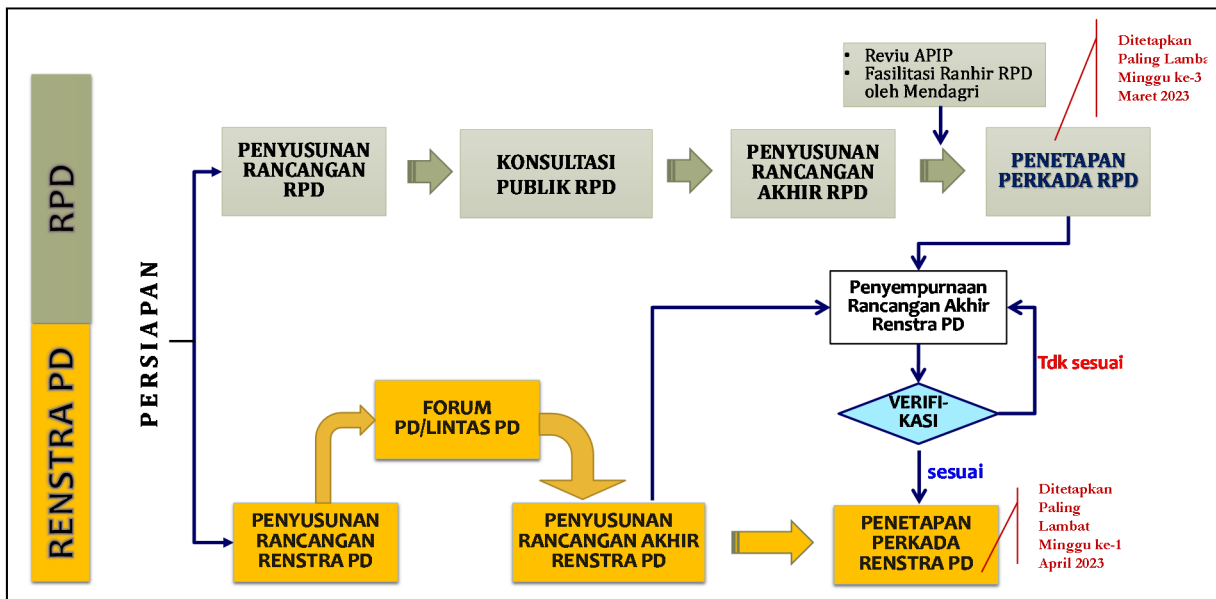 RPD
RENSTRA PD
PERSIAPAN
PENYUSUNAN
RANCANGAN
RPD
KONSULTASI
PUBLIK RPD
PENYUSUNAN
RANCANGAN
AKHIR RPD
• Reviu APIP
• Fasilitasi Ranhir RPD
oleh Mendagri
PENETAPAN
PERKADA RPD
Ditetapkan
Paling Lamba
Minggu ke-3
Maret 2023
Penyempurnaan
Rancangan Akhir
Renstra PD
Tdk sesuai
VERIFI-
KASI
sesuai
FORUM
PD/LINTAS PD
PENYUSUNAN
RANCANGAN
RENSTRA PD
PENYUSUNAN
RANCANGAN AKHIR
RENSTRA PD
PENETAPAN
PERKADA
RENSTRA PD
Ditetapkan
Paling
Lambat
Minggu ke-1
April 2023